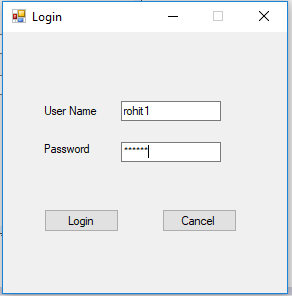 Login
User Name rohit1
Password ******
Login Cancel